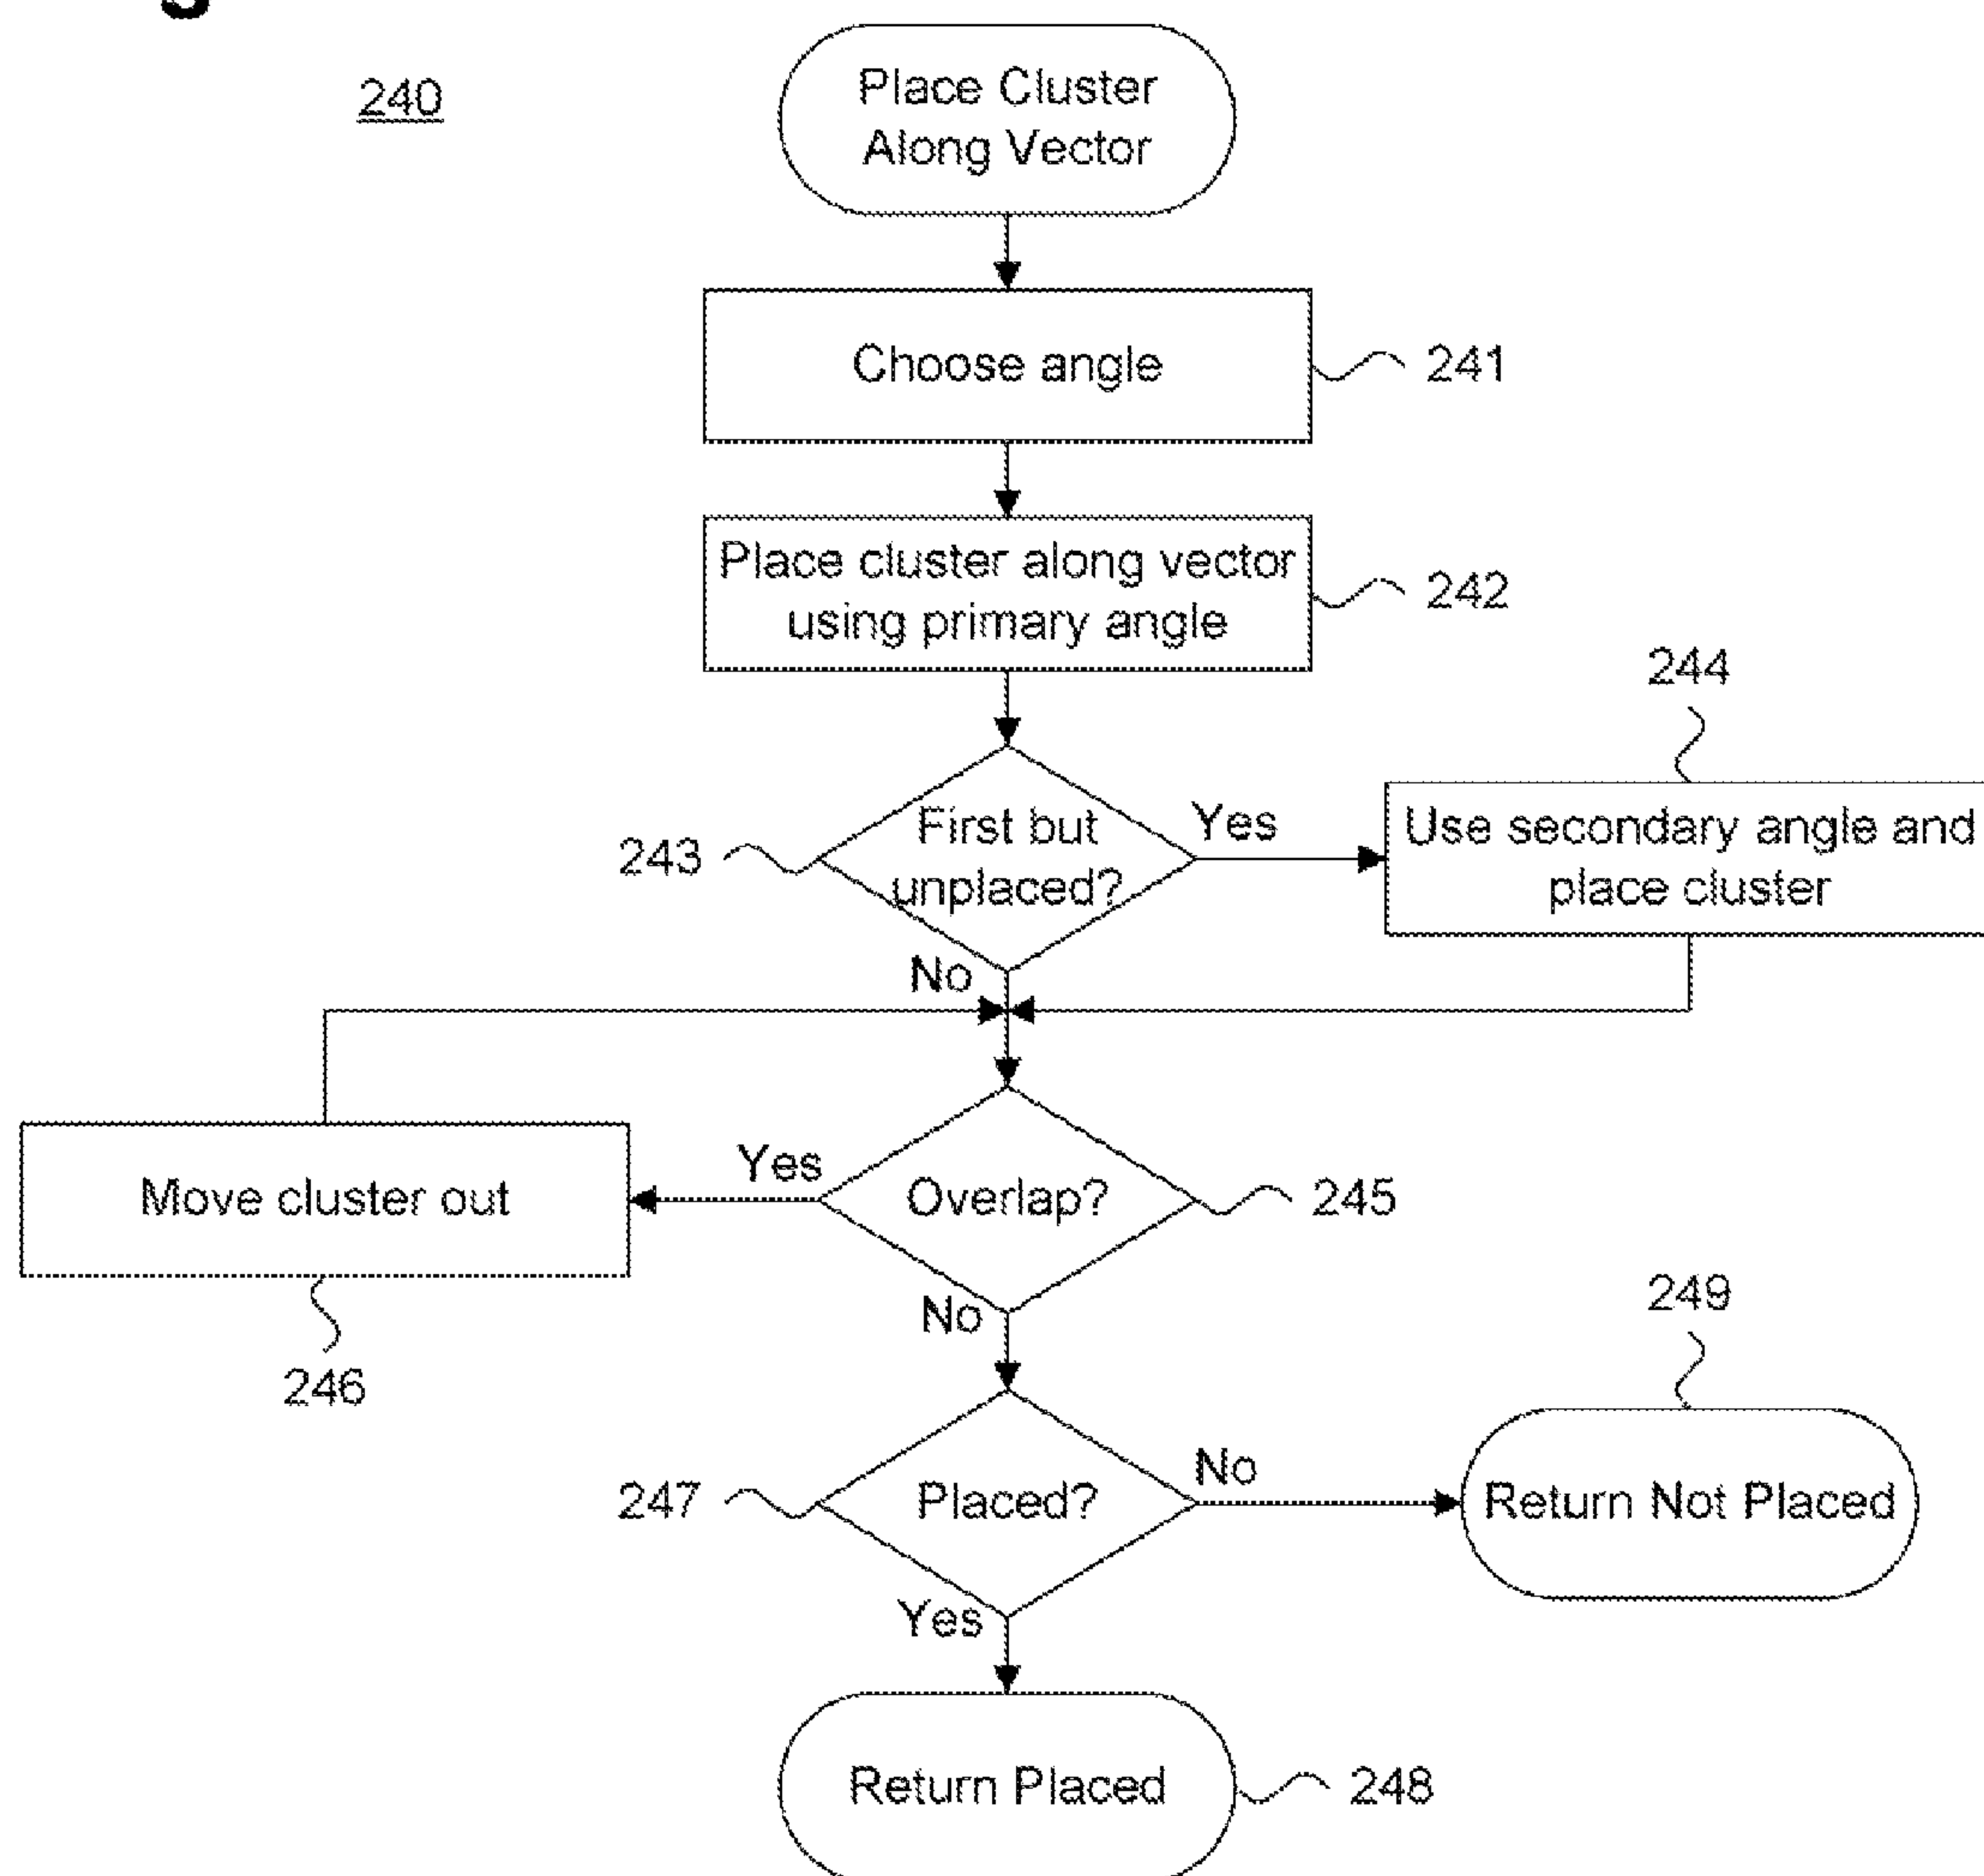 240
Place Cluster
Along Vector
Choose angle
241
Place cluster along vector
using primary angle
242
244
243
First but
unplaced?
Yes
Use secondary angle and
place cluster
No
Move cluster out
Yes
Overlap?
245
246
No
249
247
Placed?
No
Return Not Placed
Yes
Return Placed
248